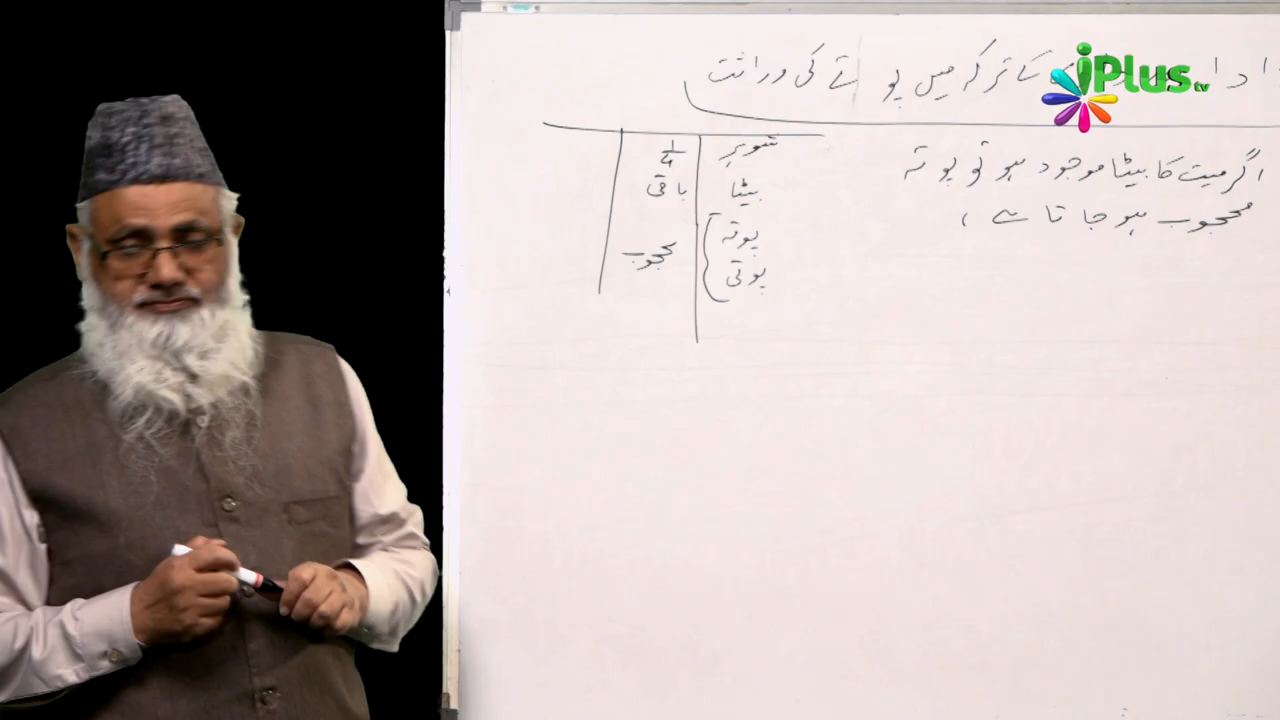 کا ترکہ میں پوتے کی وراثت
اگر میت کا بیٹا موجود ہو تو پوتہ
محجوب ہو جاتا ہے ،
شوہر 1/4
بیٹا باقی
پوتہ
پوتی
محجوب
iPlus tv